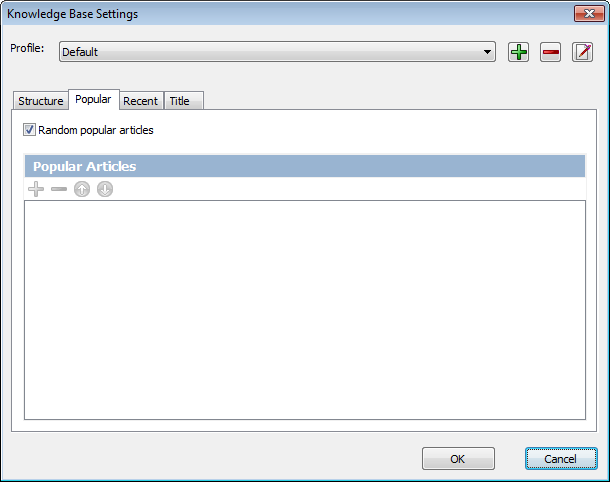 Knowledge Base Settings
Profile: Default
Structure Popular Recent Title
Random popular articles
Popular Articles
OK Cancel